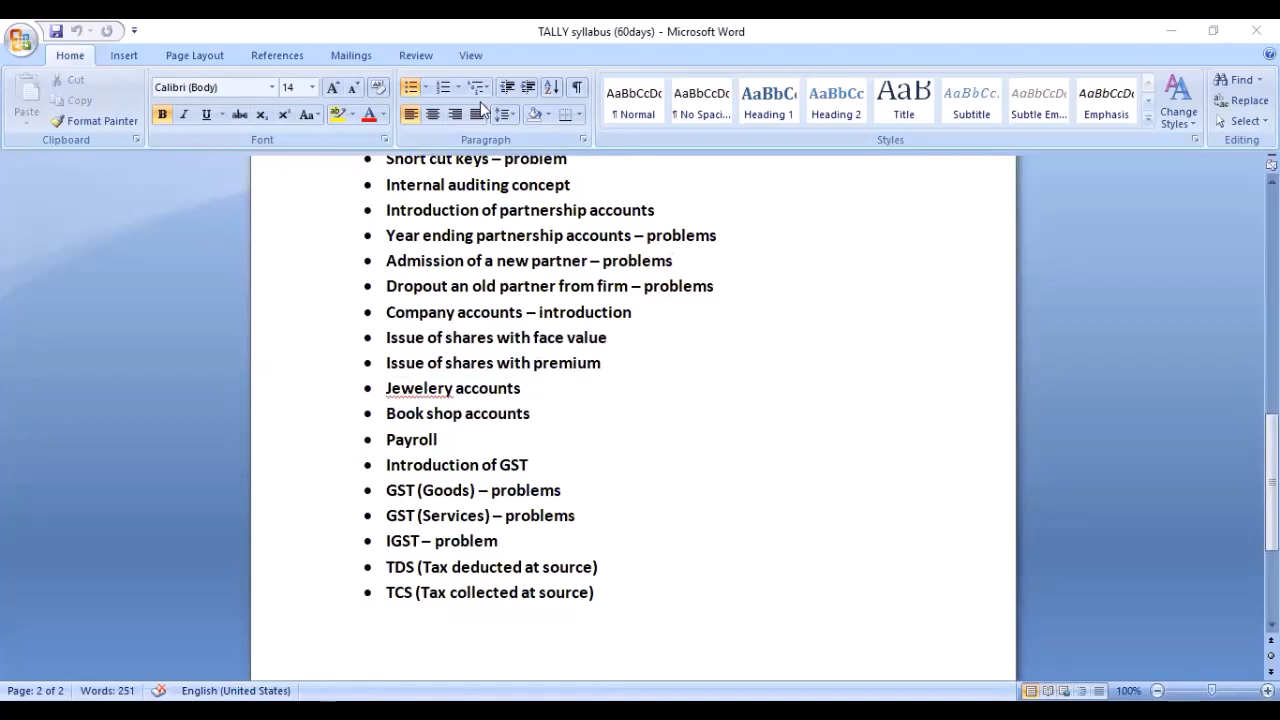 TALLY syllabus (60days) - Microsoft Word
Home Insert Page Layout References Mailings Review View
Cut
Copy
Format Painter
Paste
Clipboard
Calibri (Body) 14
B I U abc X₂ X² Aa
Font
Paragraph
AaBbCcDc AaBbCcDc AaBbC AaBbCc AaB AaBbCc. AaBbCcDc AaBbCcDc
¶ Normal ¶ No Spaci... Heading 1 Heading 2 Title Subtitle Subtle Em... Emphasis
Change Styles
Styles
Find
Replace
Select
Editing
• Short cut keys – problem
• Internal auditing concept
• Introduction of partnership accounts
• Year ending partnership accounts – problems
• Admission of a new partner – problems
• Dropout an old partner from firm – problems
• Company accounts – introduction
• Issue of shares with face value
• Issue of shares with premium
• Jewelery accounts
• Book shop accounts
• Payroll
• Introduction of GST
• GST (Goods) – problems
• GST (Services) – problems
• IGST – problem
• TDS (Tax deducted at source)
• TCS (Tax collected at source)
Page: 2 of 2 Words: 251 English (United States) 100%